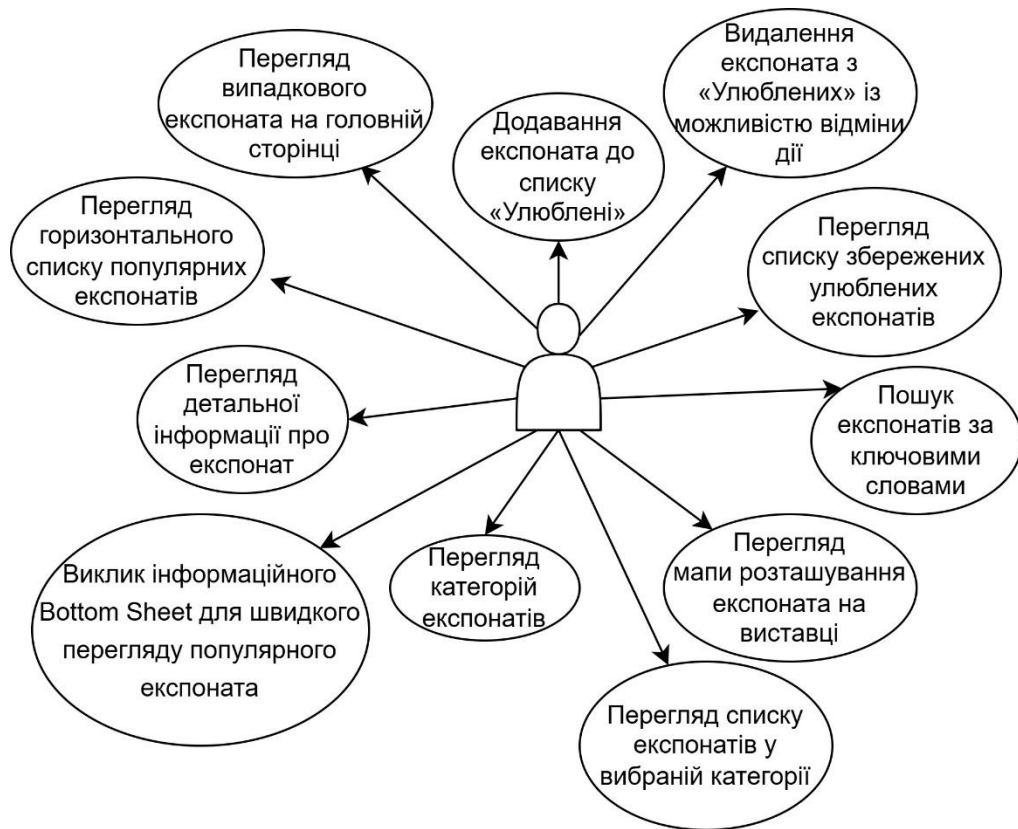 Перегляд
випадкового
експоната на головній
сторінці
Додавання
експоната до
списку
«Улюблені»
Видалення
експоната з
«Улюблених» із
можливістю відміни
дії
Перегляд
горизонтального
списку популярних
експонатів
Перегляд
списку збережених
улюблених
експонатів
Перегляд
детальної
інформації про
експонат
Пошук
експонатів за
ключовими
словами
Виклик інформаційного
Bottom Sheet для швидкого
перегляду популярного
експоната
Перегляд
категорій
експонатів
Перегляд
мапи розташування
експоната на
виставці
Перегляд списку
експонатів у
вибраній категорії